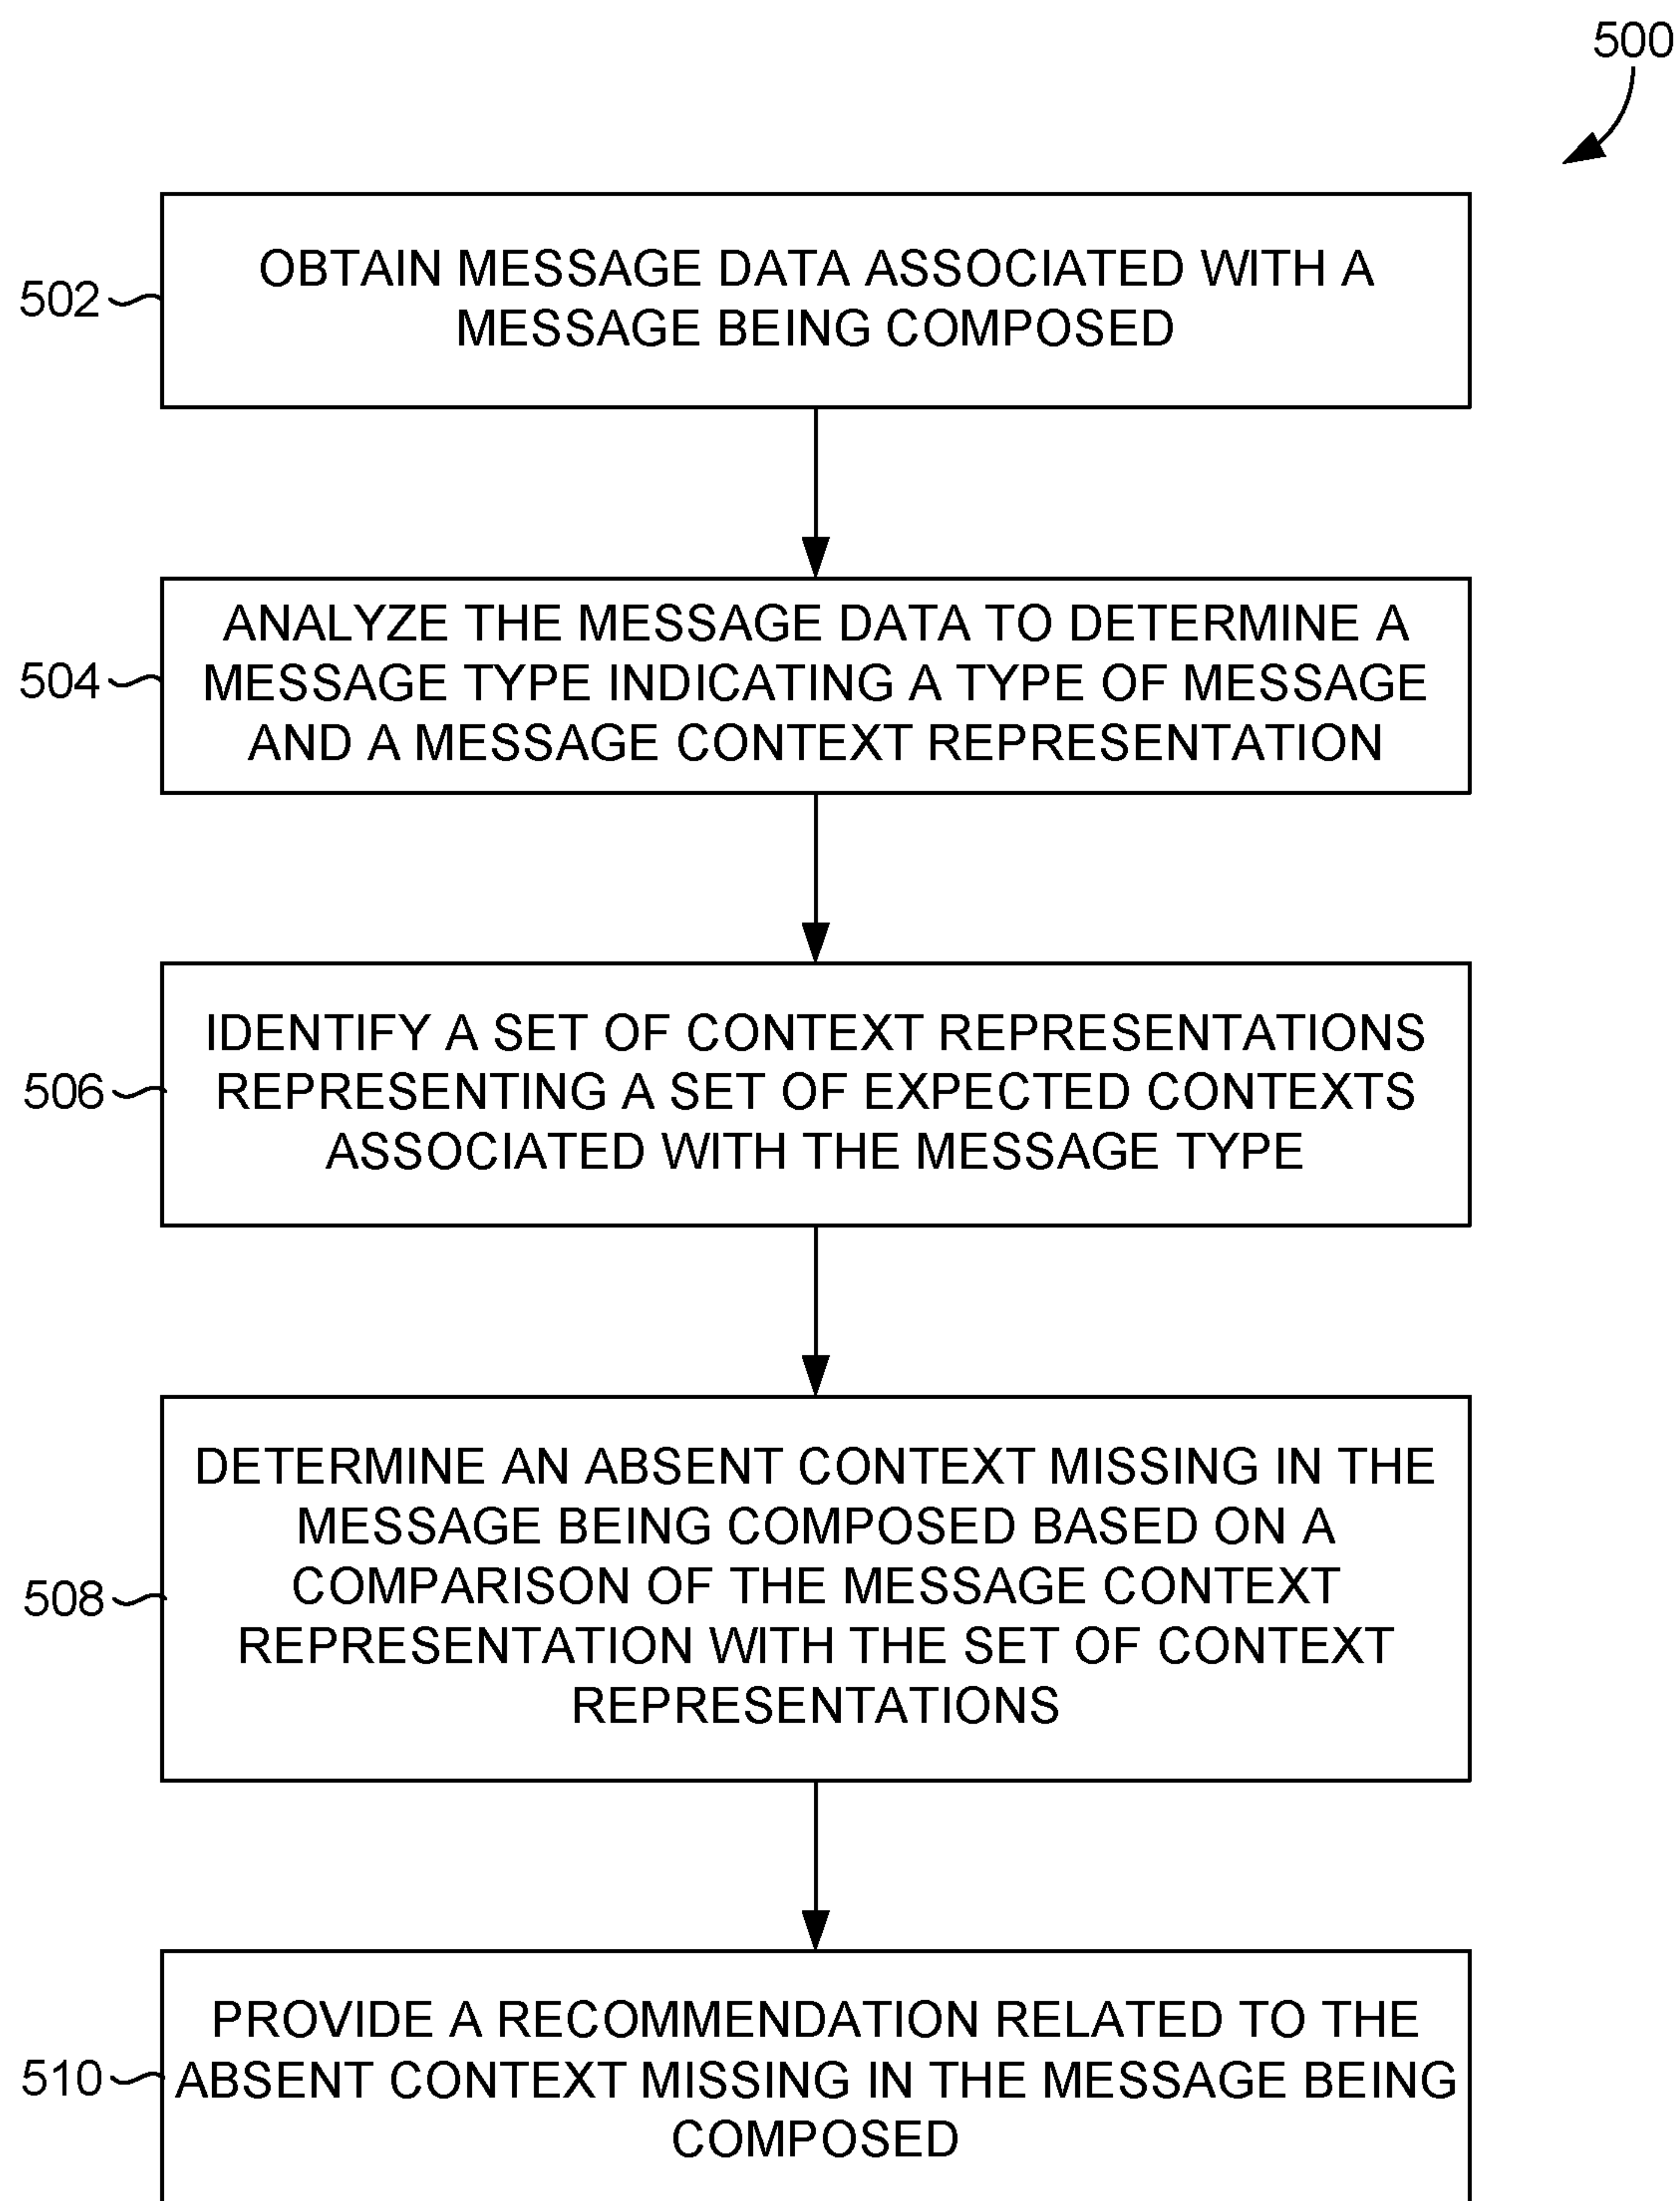 500
502
OBTAIN MESSAGE DATA ASSOCIATED WITH A
MESSAGE BEING COMPOSED
504
ANALYZE THE MESSAGE DATA TO DETERMINE A
MESSAGE TYPE INDICATING A TYPE OF MESSAGE
AND A MESSAGE CONTEXT REPRESENTATION
506
IDENTIFY A SET OF CONTEXT REPRESENTATIONS
REPRESENTING A SET OF EXPECTED CONTEXTS
ASSOCIATED WITH THE MESSAGE TYPE
508
DETERMINE AN ABSENT CONTEXT MISSING IN THE
MESSAGE BEING COMPOSED BASED ON A
COMPARISON OF THE MESSAGE CONTEXT
REPRESENTATION WITH THE SET OF CONTEXT
REPRESENTATIONS
510
PROVIDE A RECOMMENDATION RELATED TO THE
ABSENT CONTEXT MISSING IN THE MESSAGE BEING
COMPOSED